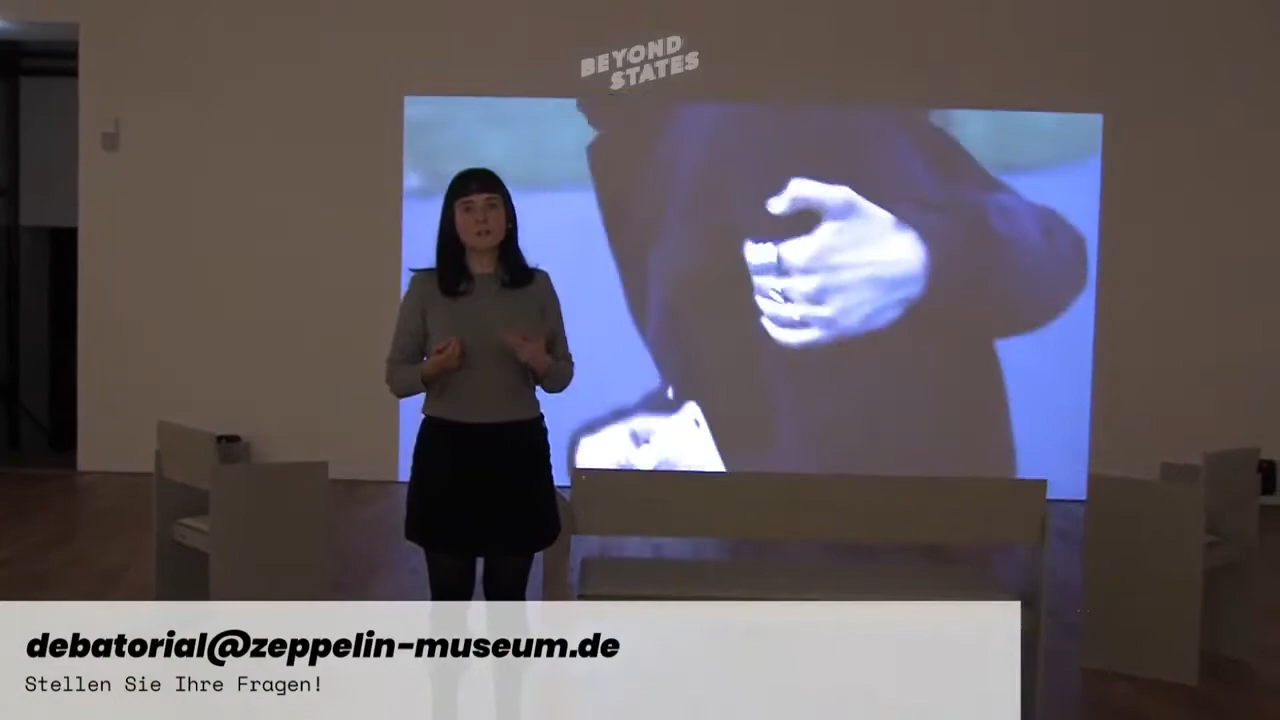 BEYOND
STATES
debatorial@zeppelin-museum.de
Stellen Sie Ihre Fragen!